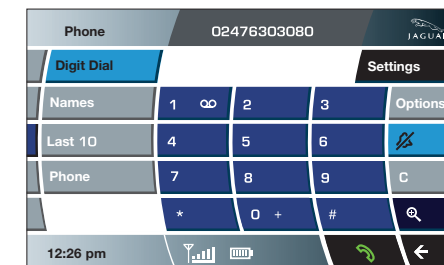 Phone 02476303080 JAGUAR
Digit Dial Settings
Names 1 2 3 Options
Last 10 4 5 6
Phone 7 8 9 C
* 0 + #
12:26 pm